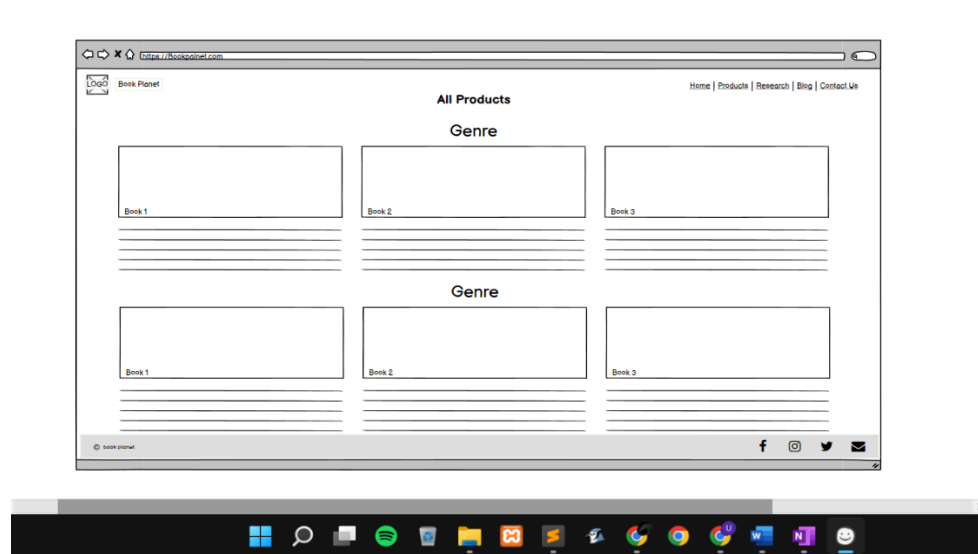 https://Bookpalnet.com
LOGO
Book Planet
Home | Products | Research | Blog | Contact Us
All Products
Genre
Book 1
Book 2
Book 3
Genre
Book 1
Book 2
Book 3
© book planet